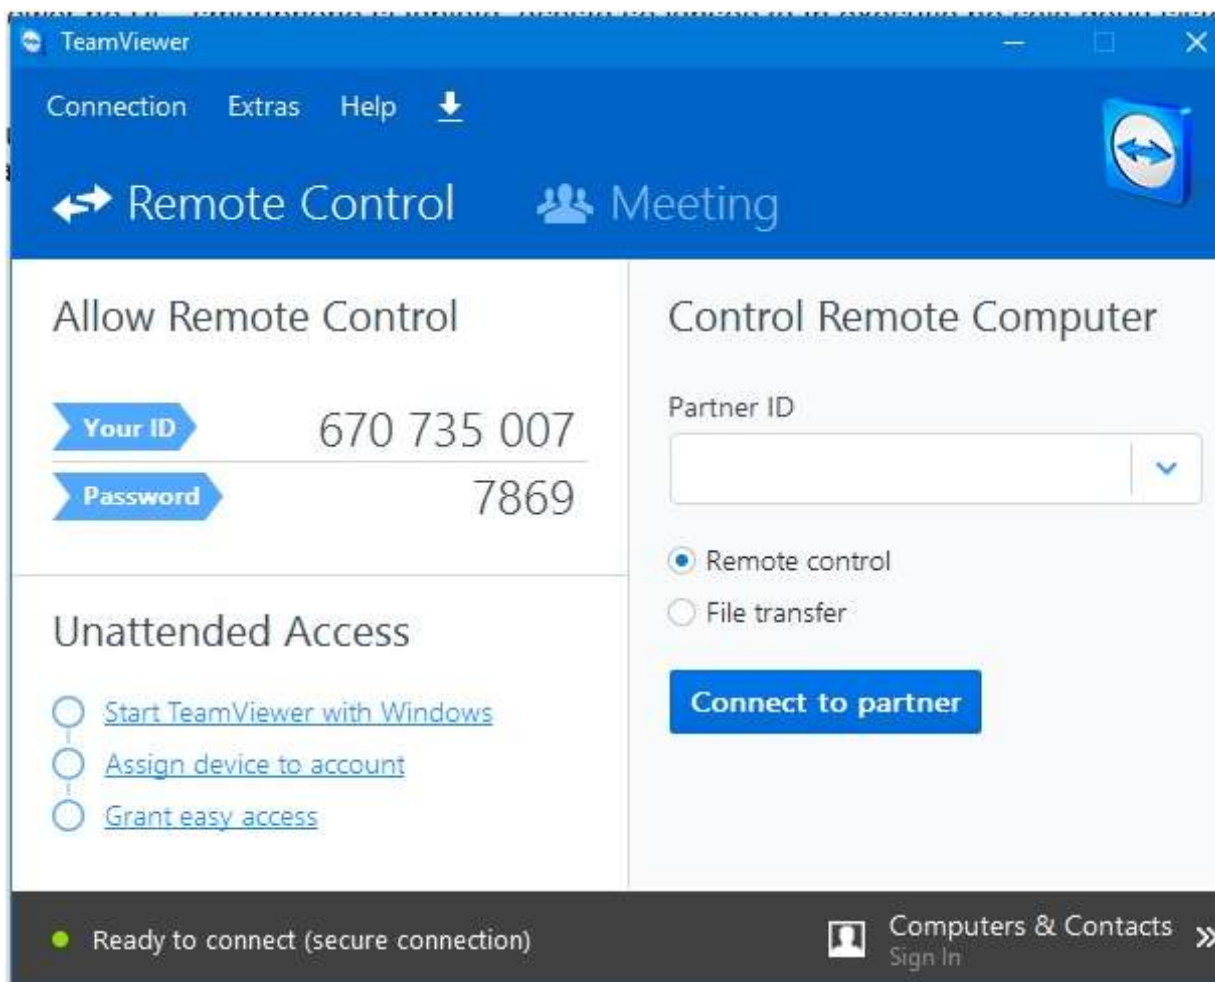 TeamViewer
Connection Extras Help
Remote Control Meeting
Allow Remote Control
Your ID 670 735 007
Password 7869
Unattended Access
Start TeamViewer with Windows
Assign device to account
Grant easy access
Control Remote Computer
Partner ID
Remote control
File transfer
Connect to partner
Ready to connect (secure connection)
Computers & Contacts
Sign In